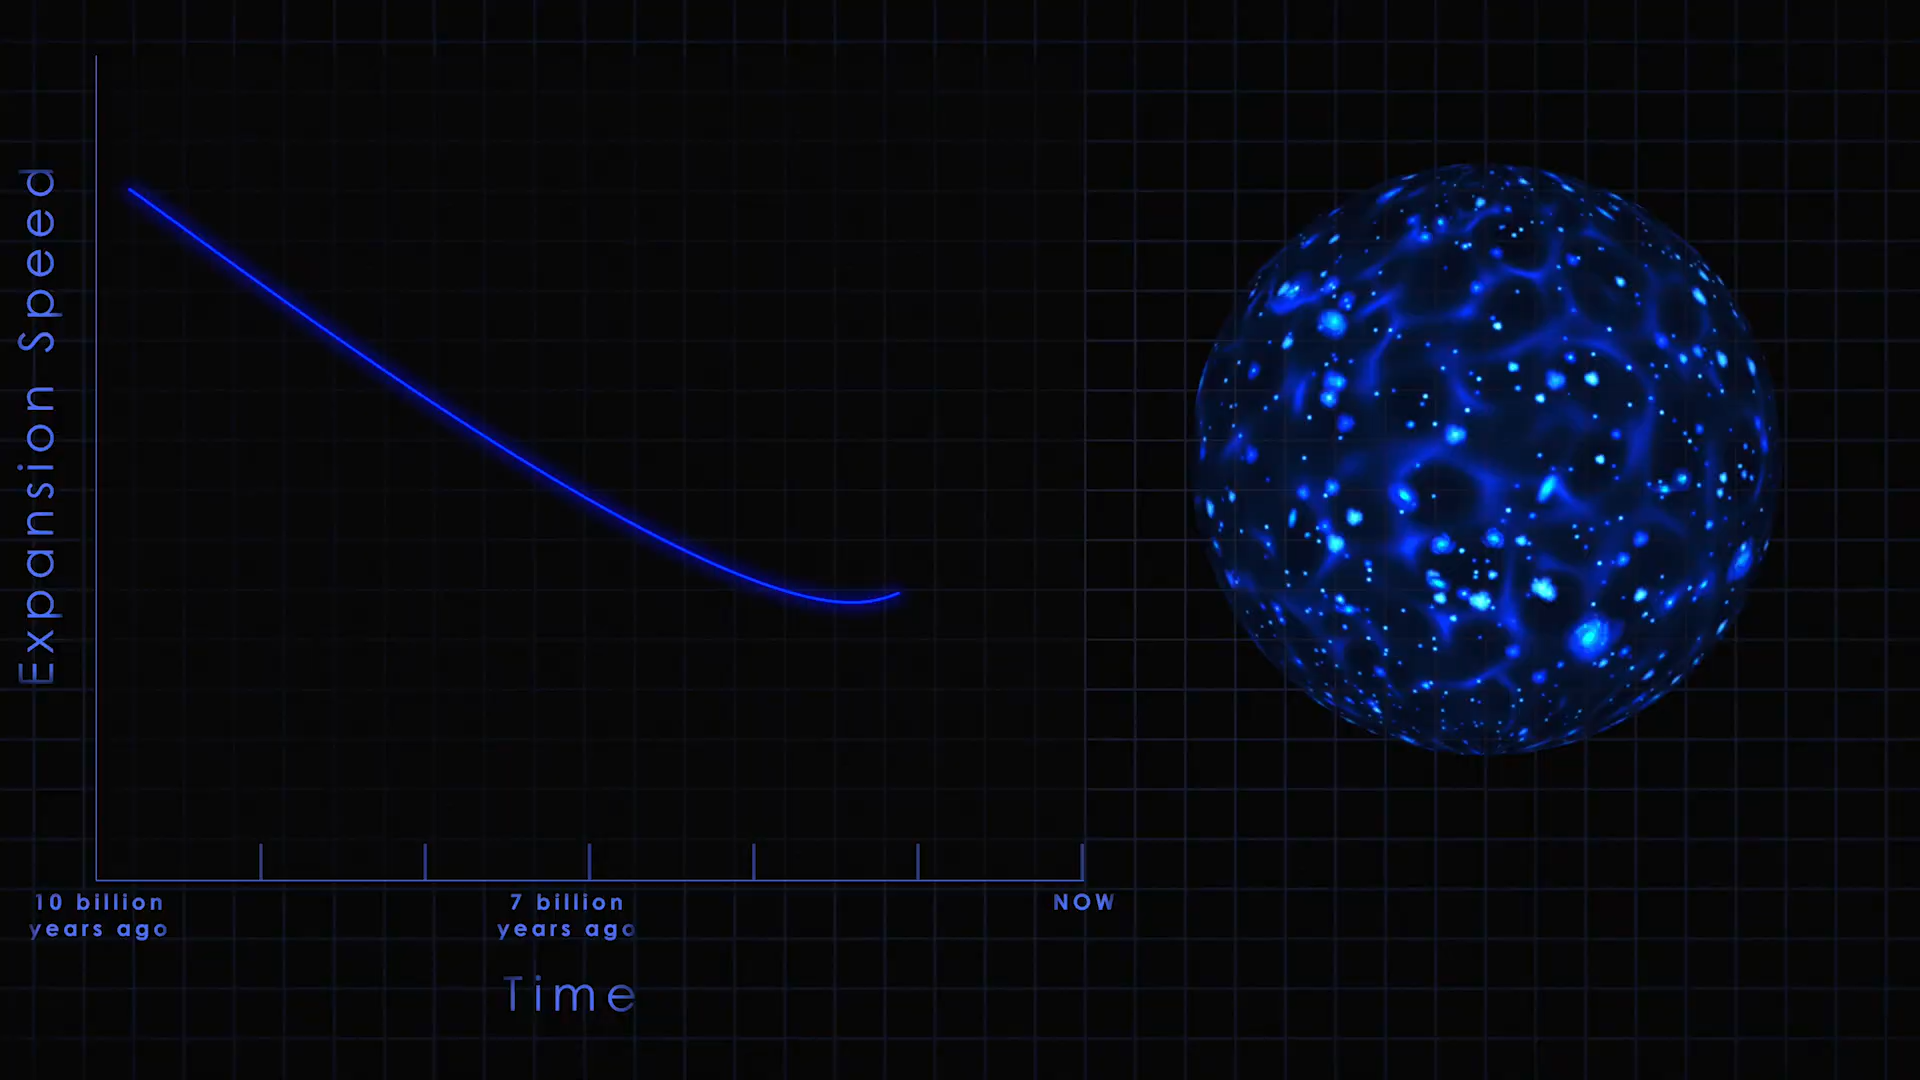 Expansion Speed
10 billion
years ago
7 billion
years ago
NOW
Time